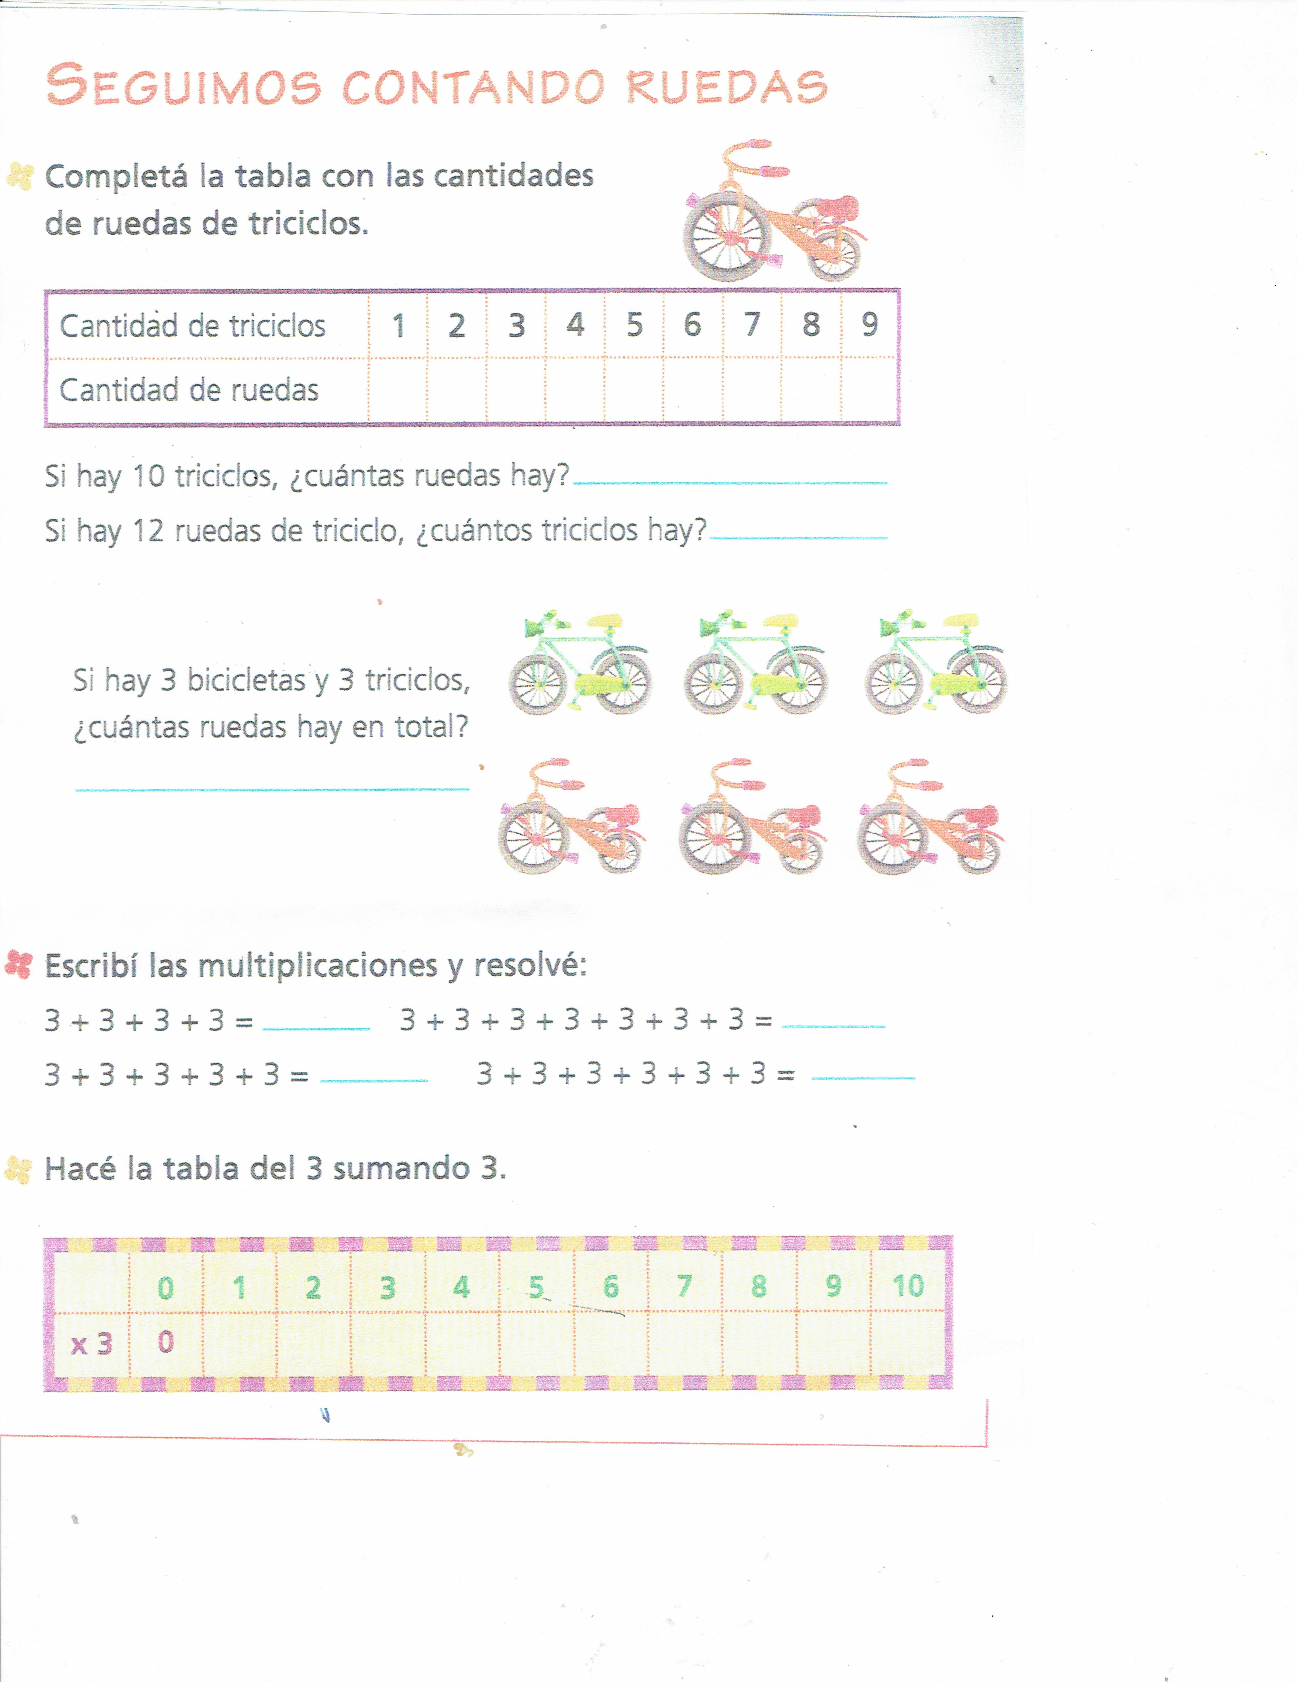 SEGUIMOS CONTANDO RUEDAS
Completá la tabla con las cantidades
de ruedas de triciclos.
Cantidad de triciclos 1 2 3 4 5 6 7 8 9
Cantidad de ruedas
Si hay 10 triciclos, ¿cuántas ruedas hay?
Si hay 12 ruedas de triciclo, ¿cuántos triciclos hay?
Si hay 3 bicicletas y 3 triciclos,
¿cuántas ruedas hay en total?
Escribí las multiplicaciones y resolvé:
3 + 3 + 3 + 3 = 3 + 3 + 3 + 3 + 3 + 3 + 3 =
3 + 3 + 3 + 3 + 3 = 3 + 3 + 3 + 3 + 3 + 3 =
Hacé la tabla del 3 sumando 3.
0 1 2 3 4 5 6 7 8 9 10
x 3 0